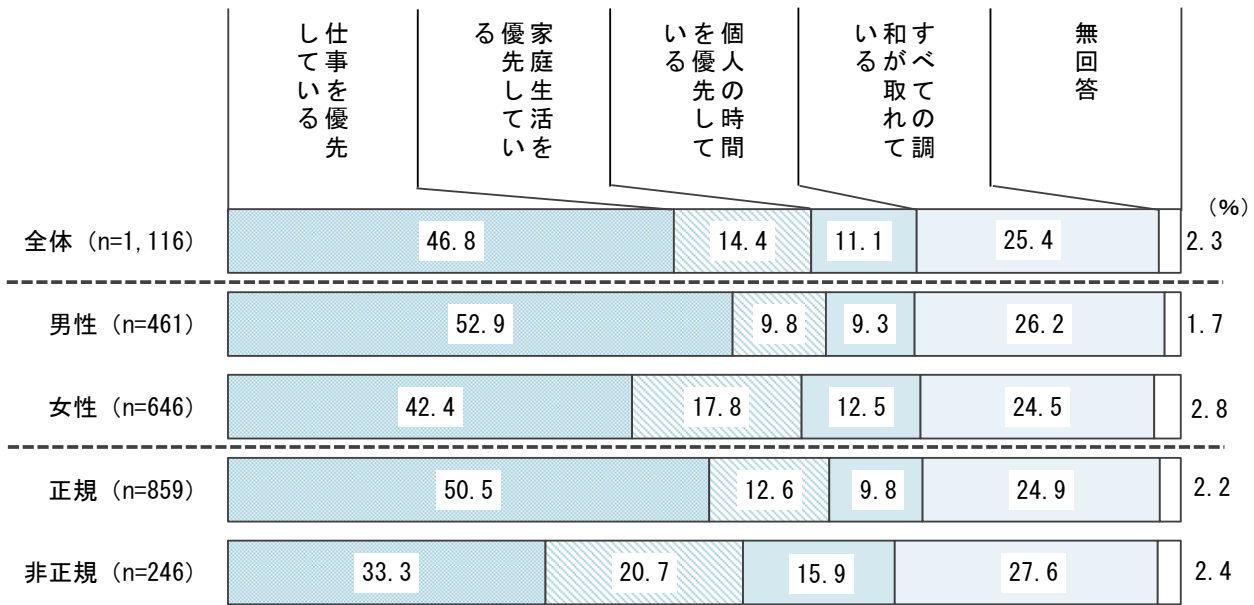 仕事を優先
している
家庭生活を
優先してい
る
個人の時間
を優先して
いる
すべての調
和が取れて
いる
無回答
(%)
全体 (n=1,116) 46.8 14.4 11.1 25.4 2.3
男性 (n=461) 52.9 9.8 9.3 26.2 1.7
女性 (n=646) 42.4 17.8 12.5 24.5 2.8
正規 (n=859) 50.5 12.6 9.8 24.9 2.2
非正規 (n=246) 33.3 20.7 15.9 27.6 2.4